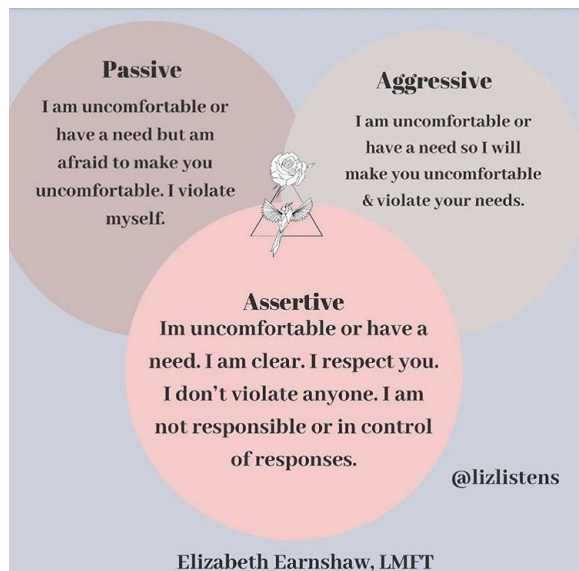 Passive
I am uncomfortable or
have a need but am
afraid to make you
uncomfortable. I violate
myself.
Aggressive
I am uncomfortable or
have a need so I will
make you uncomfortable
& violate your needs.
Assertive
Im uncomfortable or have a
need. I am clear. I respect you.
I don't violate anyone. I am
not responsible or in control
of responses.
@lizlistens
Elizabeth Earnshaw, LMFT